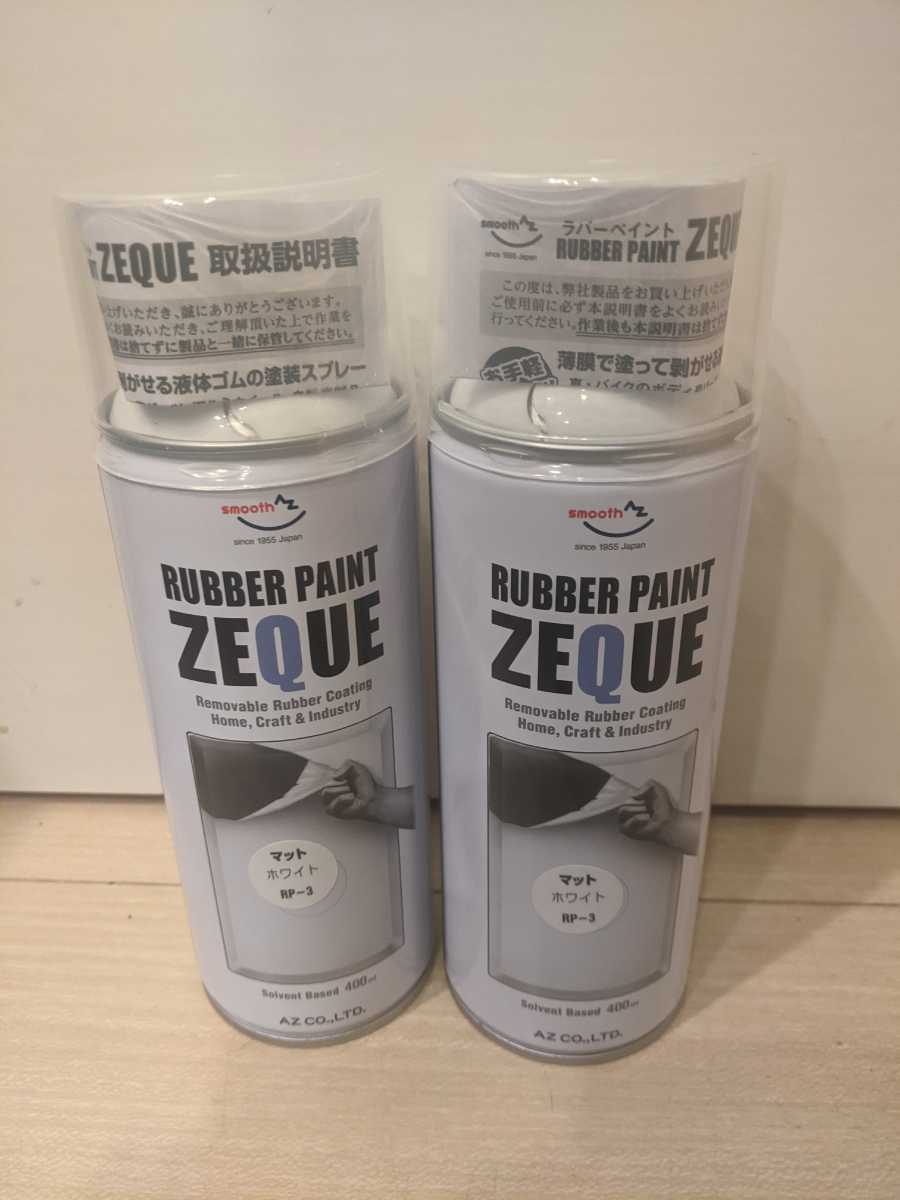 ZEQUE 取扱説明書
上げいただき、誠にありがとうございます。
お読みいただき、ご理解頂いた上で作業を
は捨てずに製品と一緒に保管してください。
剥がせる液体ゴムの塗装スプレー
smooth AZ
since 1955 Japan
RUBBER PAINT
ZEQUE
Removable Rubber Coating
Home, Craft & Industry
マット
ホワイト
RP-3
Solvent Based 400ml
AZ CO.,LTD.
smooth AZ
since 1955 Japan
ラバーペイント
RUBBER PAINT ZEQU
この度は、弊社製品をお買い上げいただ
ご使用前に必ず本説明書をよくお読みい
行ってください。作業後も本説明書は捨て
お手軽
薄膜で塗って剥がせる
車・バイクのボディ
smooth AZ
since 1955 Japan
RUBBER PAINT
ZEQUE
Removable Rubber Coating
Home, Craft & Industry
マット
ホワイト
RP-3
Solvent Based 400ml
AZ CO.,LTD.